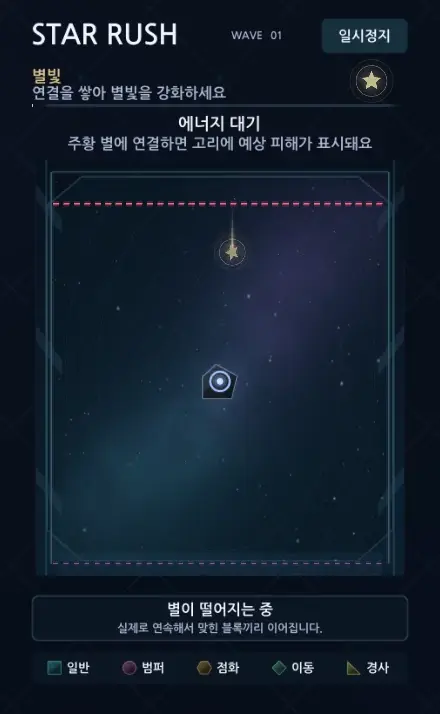 STAR RUSH
WAVE 01
일시정지
별빛
연결을 쌓아 별빛을 강화하세요
에너지 대기
주황 별에 연결하면 고리에 예상 피해가 표시돼요
별이 떨어지는 중
실제로 연속해서 맞힌 블록끼리 이어집니다.
일반
범퍼
점화
이동
경사